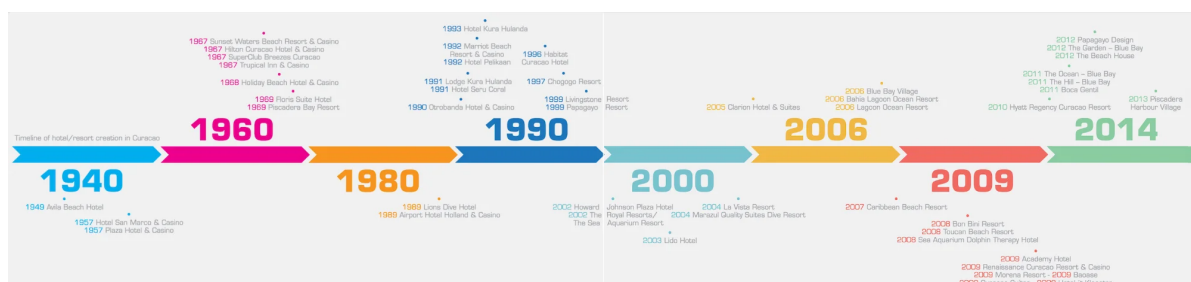 1993 Hotel Kura Hulanda
1967 Sunset Waters Beach Resort & Casino
1967 Hilton Curacao Hotel & Casino
1967 SuperClub Breezes Curacao
1967 Tropical Inn & Casino
1992 Marriot Beach
Resort & Casino
1992 Hotel Pelikaan
1996 Habitat
Curacao Hotel
2012 Papagayo Design
2012 The Garden – Blue Bay
2012 The Beach House
1968 Holiday Beach Hotel & Casino
1991 Lodge Kura Hulanda
1991 Hotel Seru Coral
1997 Chogogo Resort
2011 The Ocean – Blue Bay
2011 The Hill – Blue Bay
2011 Boca Gentil
1969 Floris Suite Hotel
1969 Piscadera Bay Resort
1990 Otrobanda Hotel & Casino
1999 Livingstone Resort
1999 Papagayo Resort
2005 Clarion Hotel & Suites
2006 Blue Bay Village
2006 Bahia Lagoon Ocean Resort
2006 Lagoon Ocean Resort
2010 Hyatt Regency Curacao Resort
2013 Piscadera
Harbour Village
Timeline of hotel/resort creation in Curacao
1960
1990
2006
2014
1940
1980
2000
2009
1949 Avila Beach Hotel
1957 Hotel San Marco & Casino
1957 Plaza Hotel & Casino
1989 Lions Dive Hotel
1989 Airport Hotel Holland & Casino
2002 Howard Johnson Plaza Hotel
2002 The Royal Resorts/
The Sea Aquarium Resort
2003 Lido Hotel
2004 La Vista Resort
2004 Marazul Quality Suites Dive Resort
2007 Caribbean Beach Resort
2008 Bon Bini Resort
2008 Toucan Beach Resort
2008 Sea Aquarium Dolphin Therapy Hotel
2009 Academy Hotel
2009 Renaissance Curacao Resort & Casino
2009 Morena Resort - 2009 Baoase